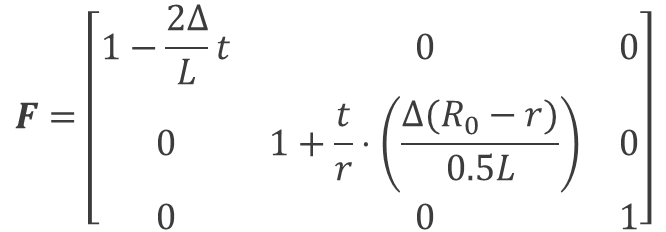 F = [ 1 − 2Δ/L t   0   0
0   1 + t/r · (Δ(R₀ − r)/0.5L)   0
0   0   1 ]